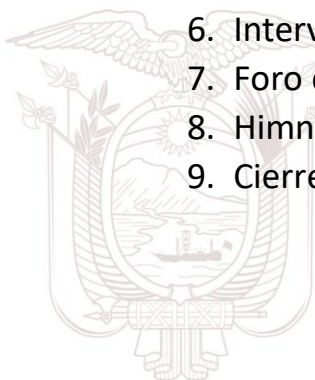 6. Interv
7. Foro
8. Himn
9. Cierre